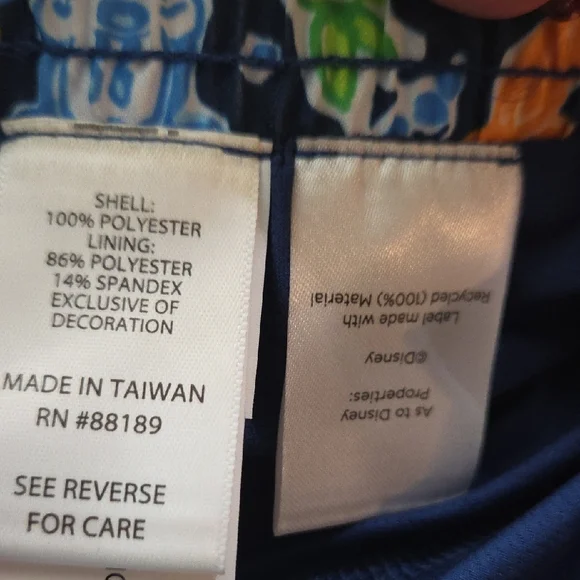 SHELL:
100% POLYESTER
LINING:
86% POLYESTER
14% SPANDEX
EXCLUSIVE OF
DECORATION
MADE IN TAIWAN
RN #88189
SEE REVERSE
FOR CARE
As to Disney
Properties:
©Disney
Label made with
Recycled (100%) Material